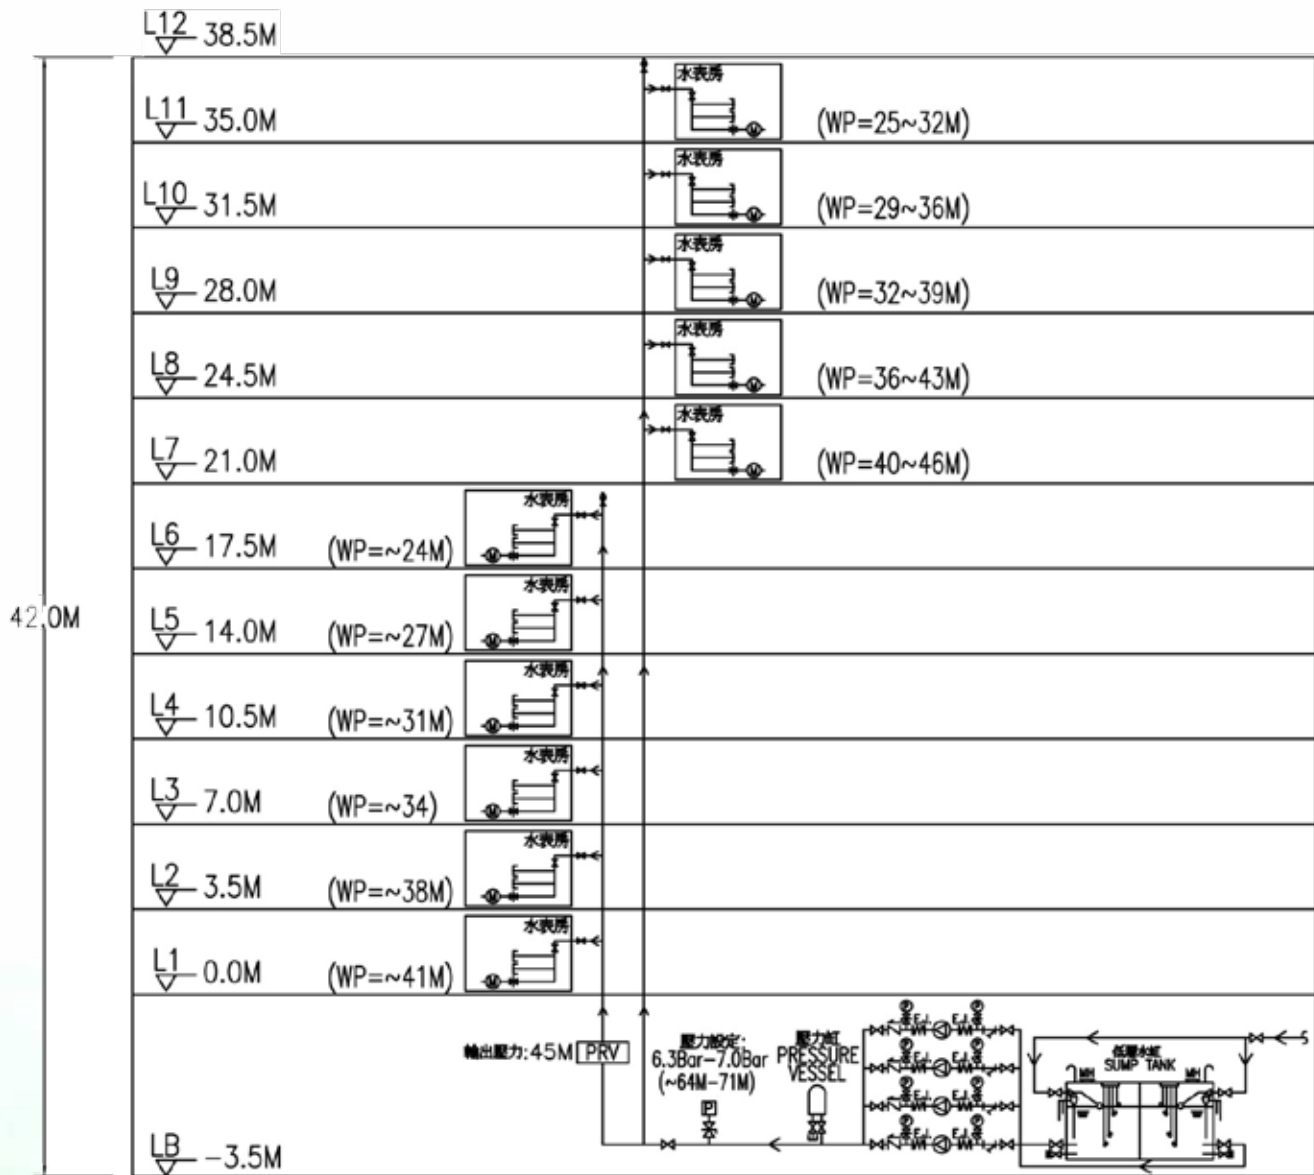 L12 38.5M
水表房
L11 35.0M (WP=25~32M)
水表房
L10 31.5M (WP=29~36M)
水表房
L9 28.0M (WP=32~39M)
水表房
L8 24.5M (WP=36~43M)
水表房
L7 21.0M (WP=40~46M)
水表房
L6 17.5M (WP=~24M)
水表房
L5 14.0M (WP=~27M)
42.0M
水表房
L4 10.5M (WP=~31M)
水表房
L3 7.0M (WP=~34)
水表房
L2 3.5M (WP=~38M)
水表房
L1 0.0M (WP=~41M)
輸出壓力:45M PRV
壓力設定:
6.3Bar-7.0Bar
(~64M-71M)
P
壓力缸
PRESSURE
VESSEL
E.J.
E.J.
E.J.
E.J.
E.J.
E.J.
E.J.
E.J.
低層水缸
SUMP TANK
MH
MH
LB -3.5M